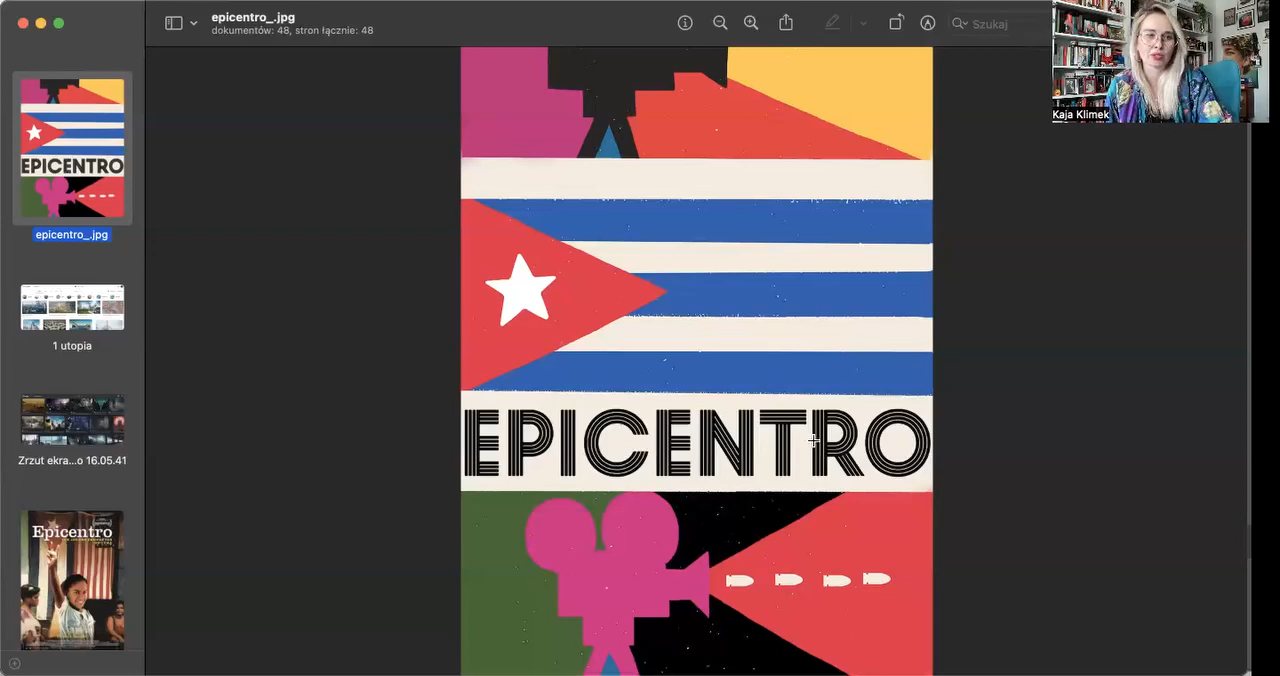 epicentro_.jpg
dokumentów: 48, stron łącznie: 48
Szukaj
Kaja Klimek
EPICENTRO
epicentro_.jpg
1 utopia
Zrzut ekra...o 16.05.41
Epicentro
EPICENTRO